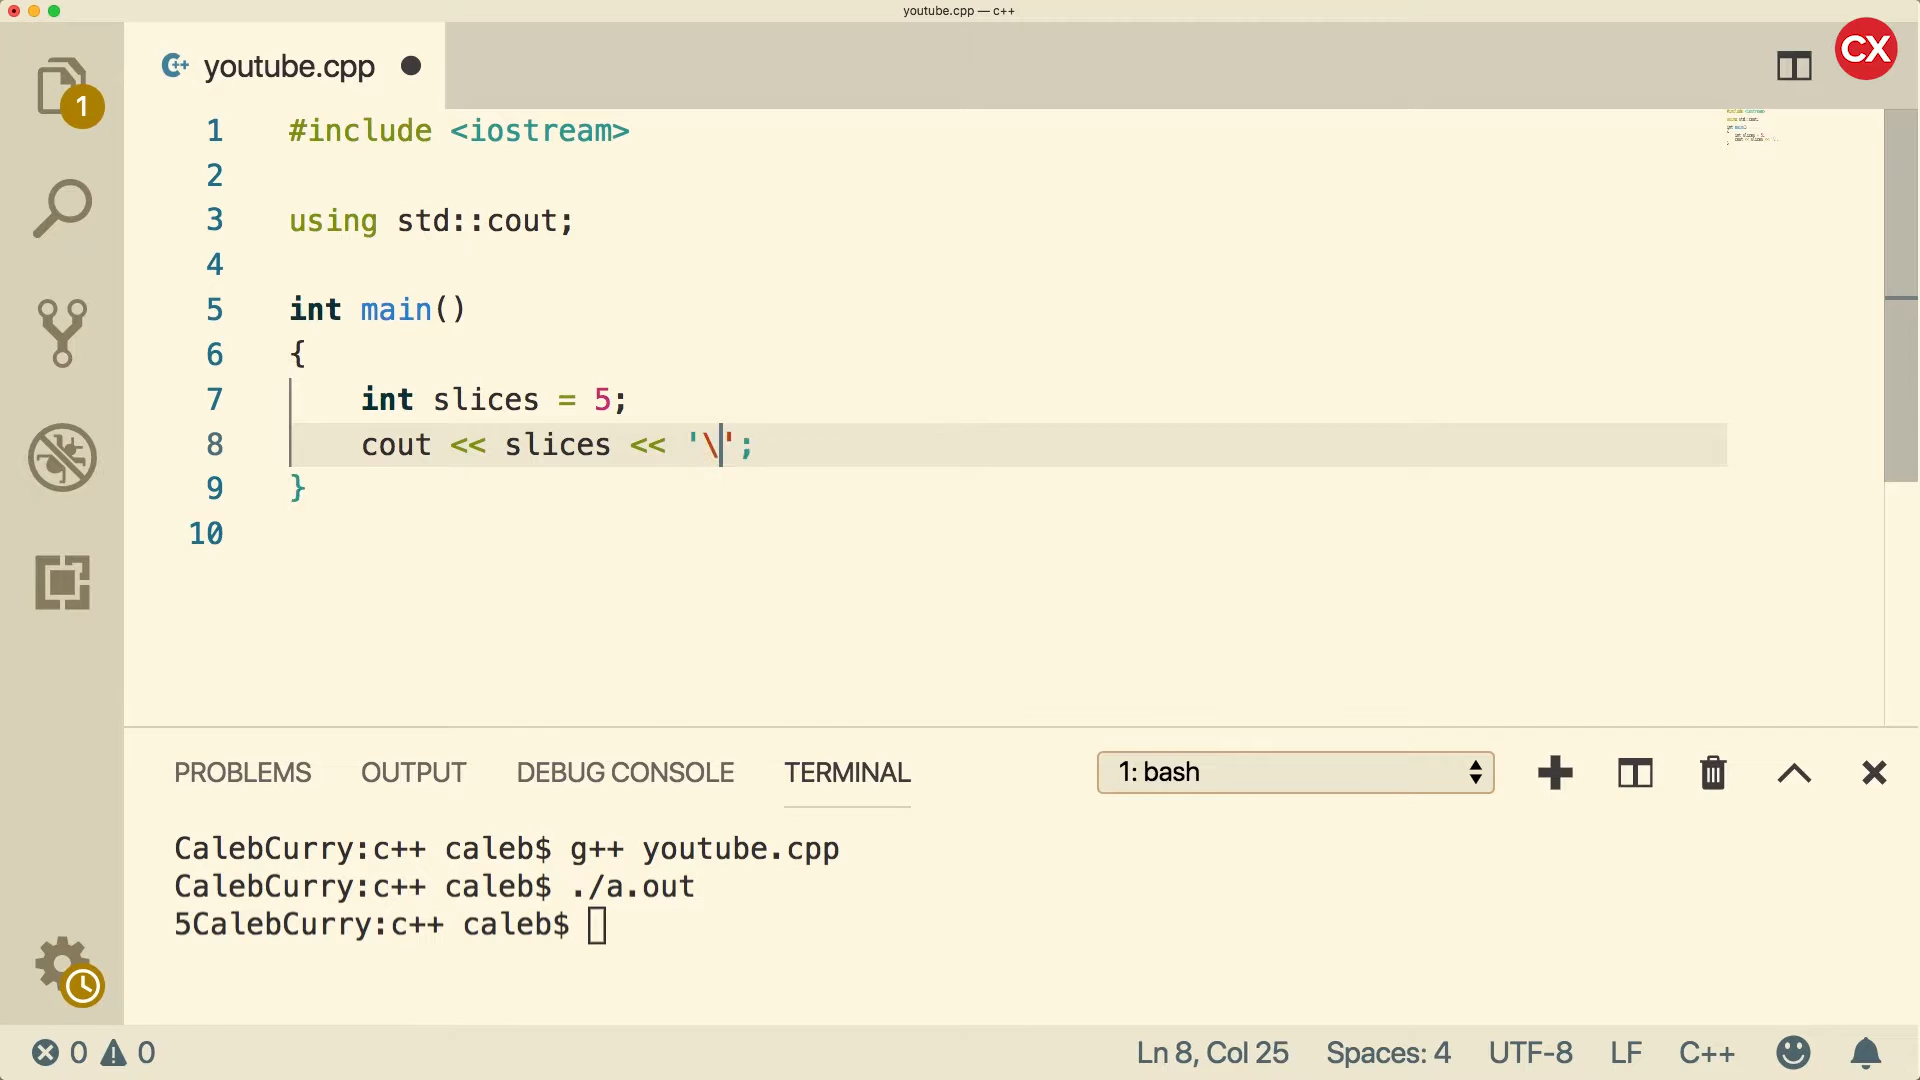 youtube.cpp — c++
CX
1
youtube.cpp
1 #include <iostream>
2
3 using std::cout;
4
5 int main()
6 {
7 int slices = 5;
8 cout << slices << '\';
9 }
10
PROBLEMS OUTPUT DEBUG CONSOLE TERMINAL 1: bash
CalebCurry:c++ caleb$ g++ youtube.cpp
CalebCurry:c++ caleb$ ./a.out
5CalebCurry:c++ caleb$
0 0 Ln 8, Col 25 Spaces: 4 UTF-8 LF C++